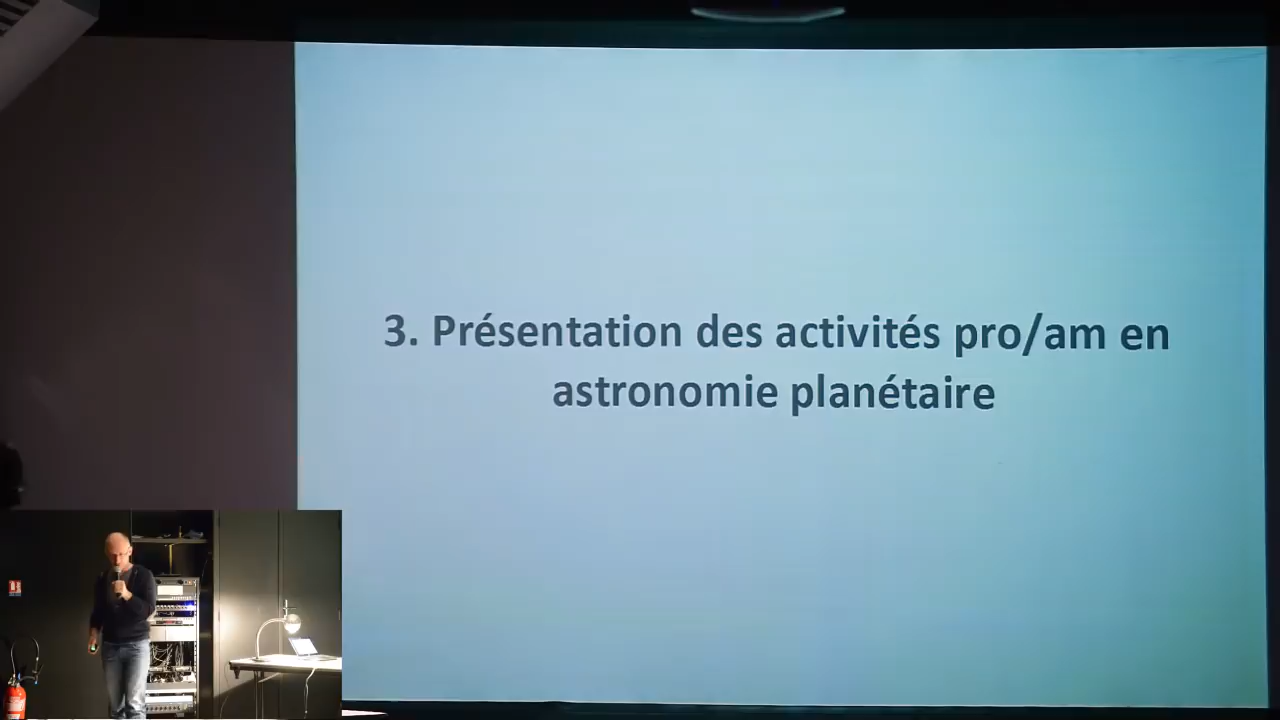 3. Présentation des activités pro/am en
astronomie planétaire